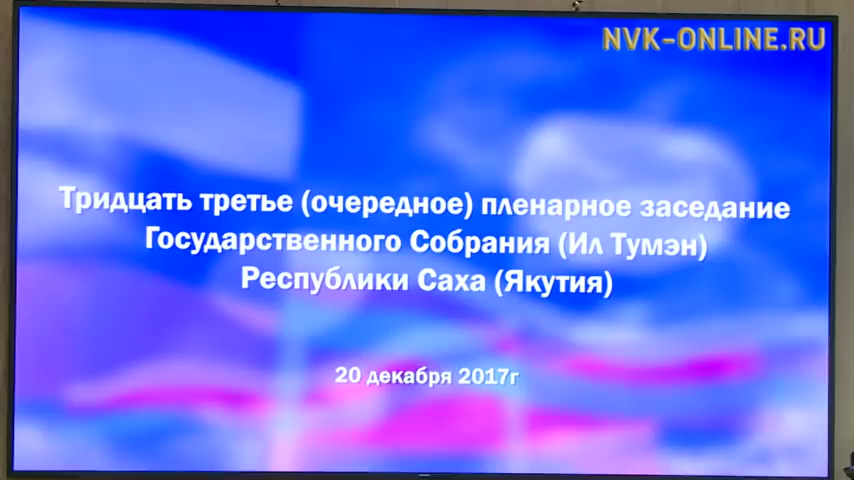 NVK-ONLINE.RU
Тридцать третье (очередное) пленарное заседание
Государственного Собрания (Ил Тумэн)
Республики Саха (Якутия)
20 декабря 2017г